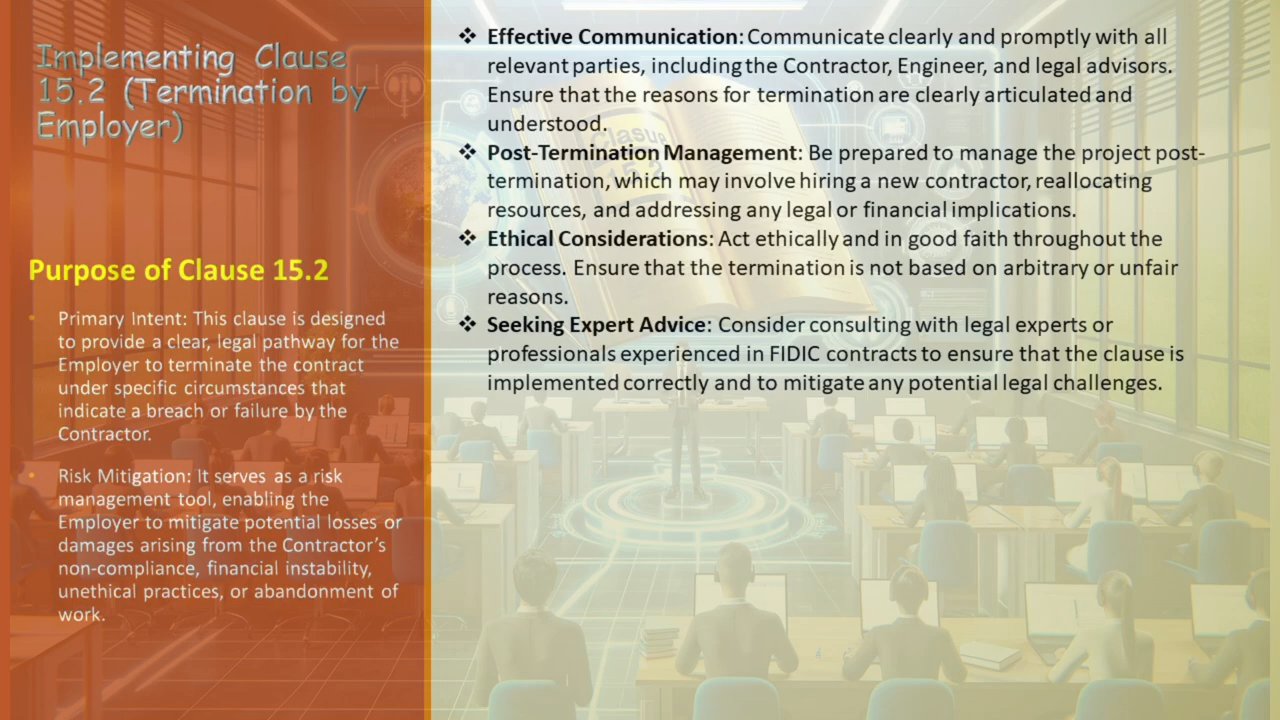 Implementing Clause
15.2 (Termination by
Employer)
Purpose of Clause 15.2
• Primary Intent: This clause is designed
to provide a clear, legal pathway for the
Employer to terminate the contract
under specific circumstances that
indicate a breach or failure by the
Contractor.
• Risk Mitigation: It serves as a risk
management tool, enabling the
Employer to mitigate potential losses or
damages arising from the Contractor's
non-compliance, financial instability,
unethical practices, or abandonment of
work.
❖ Effective Communication: Communicate clearly and promptly with all
relevant parties, including the Contractor, Engineer, and legal advisors.
Ensure that the reasons for termination are clearly articulated and
understood.
❖ Post-Termination Management: Be prepared to manage the project post-
termination, which may involve hiring a new contractor, reallocating
resources, and addressing any legal or financial implications.
❖ Ethical Considerations: Act ethically and in good faith throughout the
process. Ensure that the termination is not based on arbitrary or unfair
reasons.
❖ Seeking Expert Advice: Consider consulting with legal experts or
professionals experienced in FIDIC contracts to ensure that the clause is
implemented correctly and to mitigate any potential legal challenges.